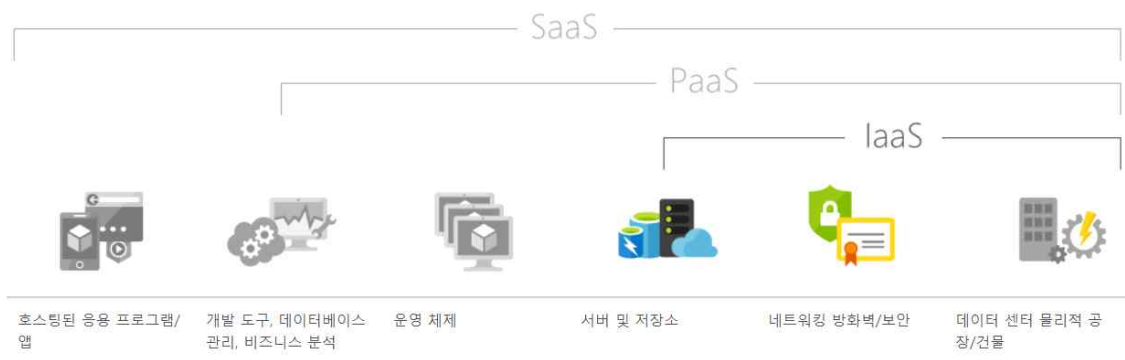 SaaS
PaaS
IaaS
호스팅된 응용 프로그램/
앱
개발 도구, 데이터베이스
관리, 비즈니스 분석
운영 체제
서버 및 저장소
네트워킹 방화벽/보안
데이터 센터 물리적 공
장/건물